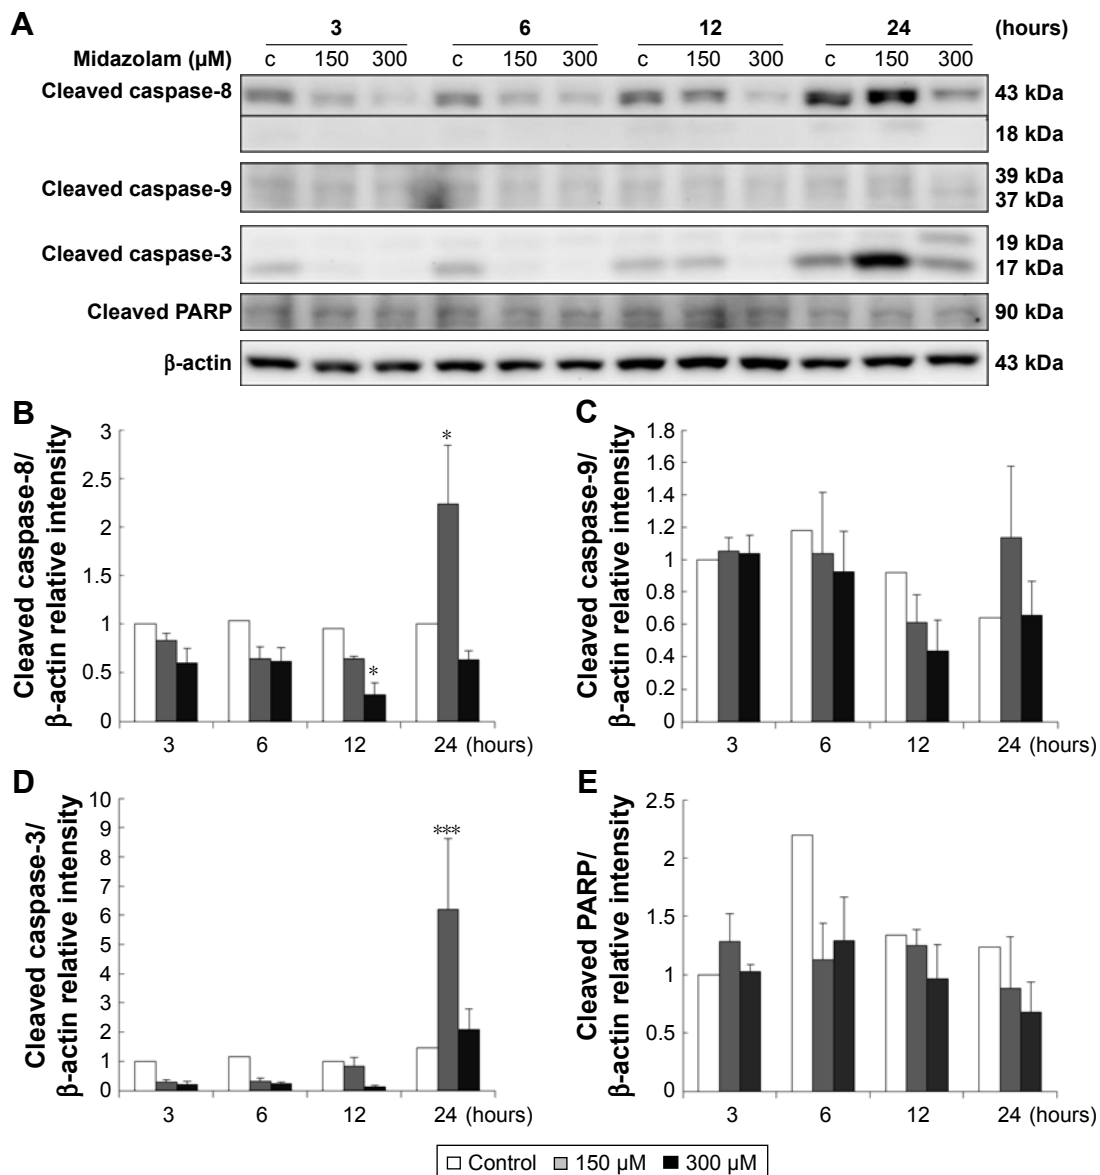 A
3 6 12 24 (hours)
Midazolam (µM) c 150 300 c 150 300 c 150 300 c 150 300
Cleaved caspase-8 43 kDa
18 kDa
Cleaved caspase-9 39 kDa
37 kDa
Cleaved caspase-3 19 kDa
17 kDa
Cleaved PARP 90 kDa
β-actin 43 kDa
B
Cleaved caspase-8/
β-actin relative intensity
3
2.5
2
1.5
1
0.5
0
*
*
3 6 12 24 (hours)
C
Cleaved caspase-9/
β-actin relative intensity
1.8
1.6
1.4
1.2
1.0
0.8
0.6
0.4
0.2
0
3 6 12 24 (hours)
D
Cleaved caspase-3/
β-actin relative intensity
10
9
8
7
6
5
4
3
2
1
0
***
3 6 12 24 (hours)
E
Cleaved PARP/
β-actin relative intensity
2.5
2
1.5
1
0.5
0
3 6 12 24 (hours)
Control 150 µM 300 µM